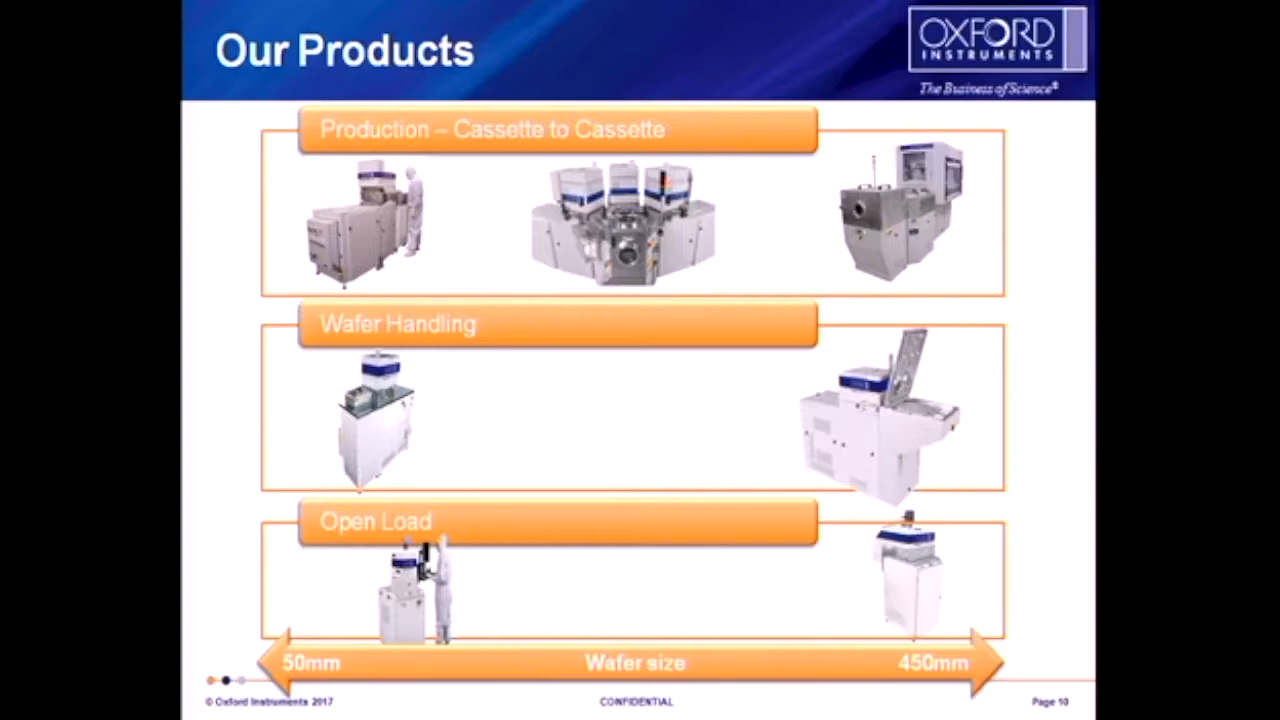 Our Products
OXFORD
INSTRUMENTS
The Business of Science®
Production – Cassette to Cassette
Wafer Handling
Open Load
50mm Wafer size 450mm
© Oxford Instruments 2017 CONFIDENTIAL Page 10